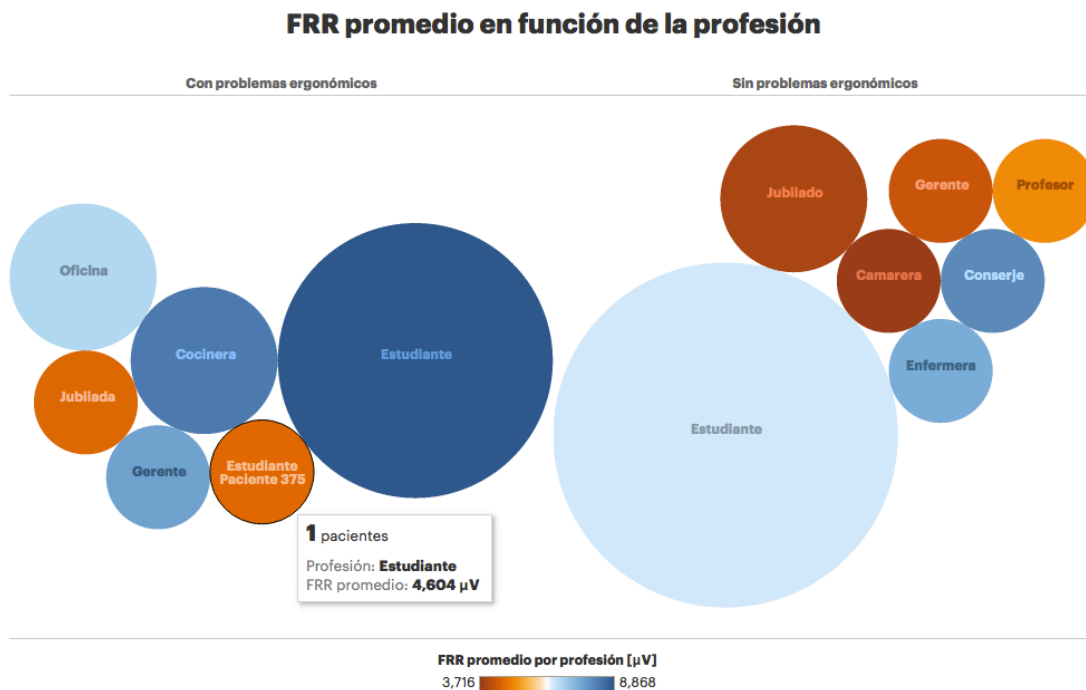 FRR promedio en función de la profesión
Con problemas ergonómicos
Sin problemas ergonómicos
Oficina
Cocinera
Estudiante
Jubilada
Gerente
Estudiante
Paciente 375
1 pacientes
Profesión: Estudiante
FRR promedio: 4,604 µV
Jubilado
Gerente
Profesor
Camarera
Conserje
Enfermera
Estudiante
FRR promedio por profesión [µV]
3,716
8,868